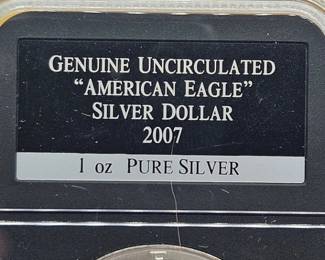 GENUINE UNCIRCULATED
“AMERICAN EAGLE”
SILVER DOLLAR
2007
1 oz PURE SILVER